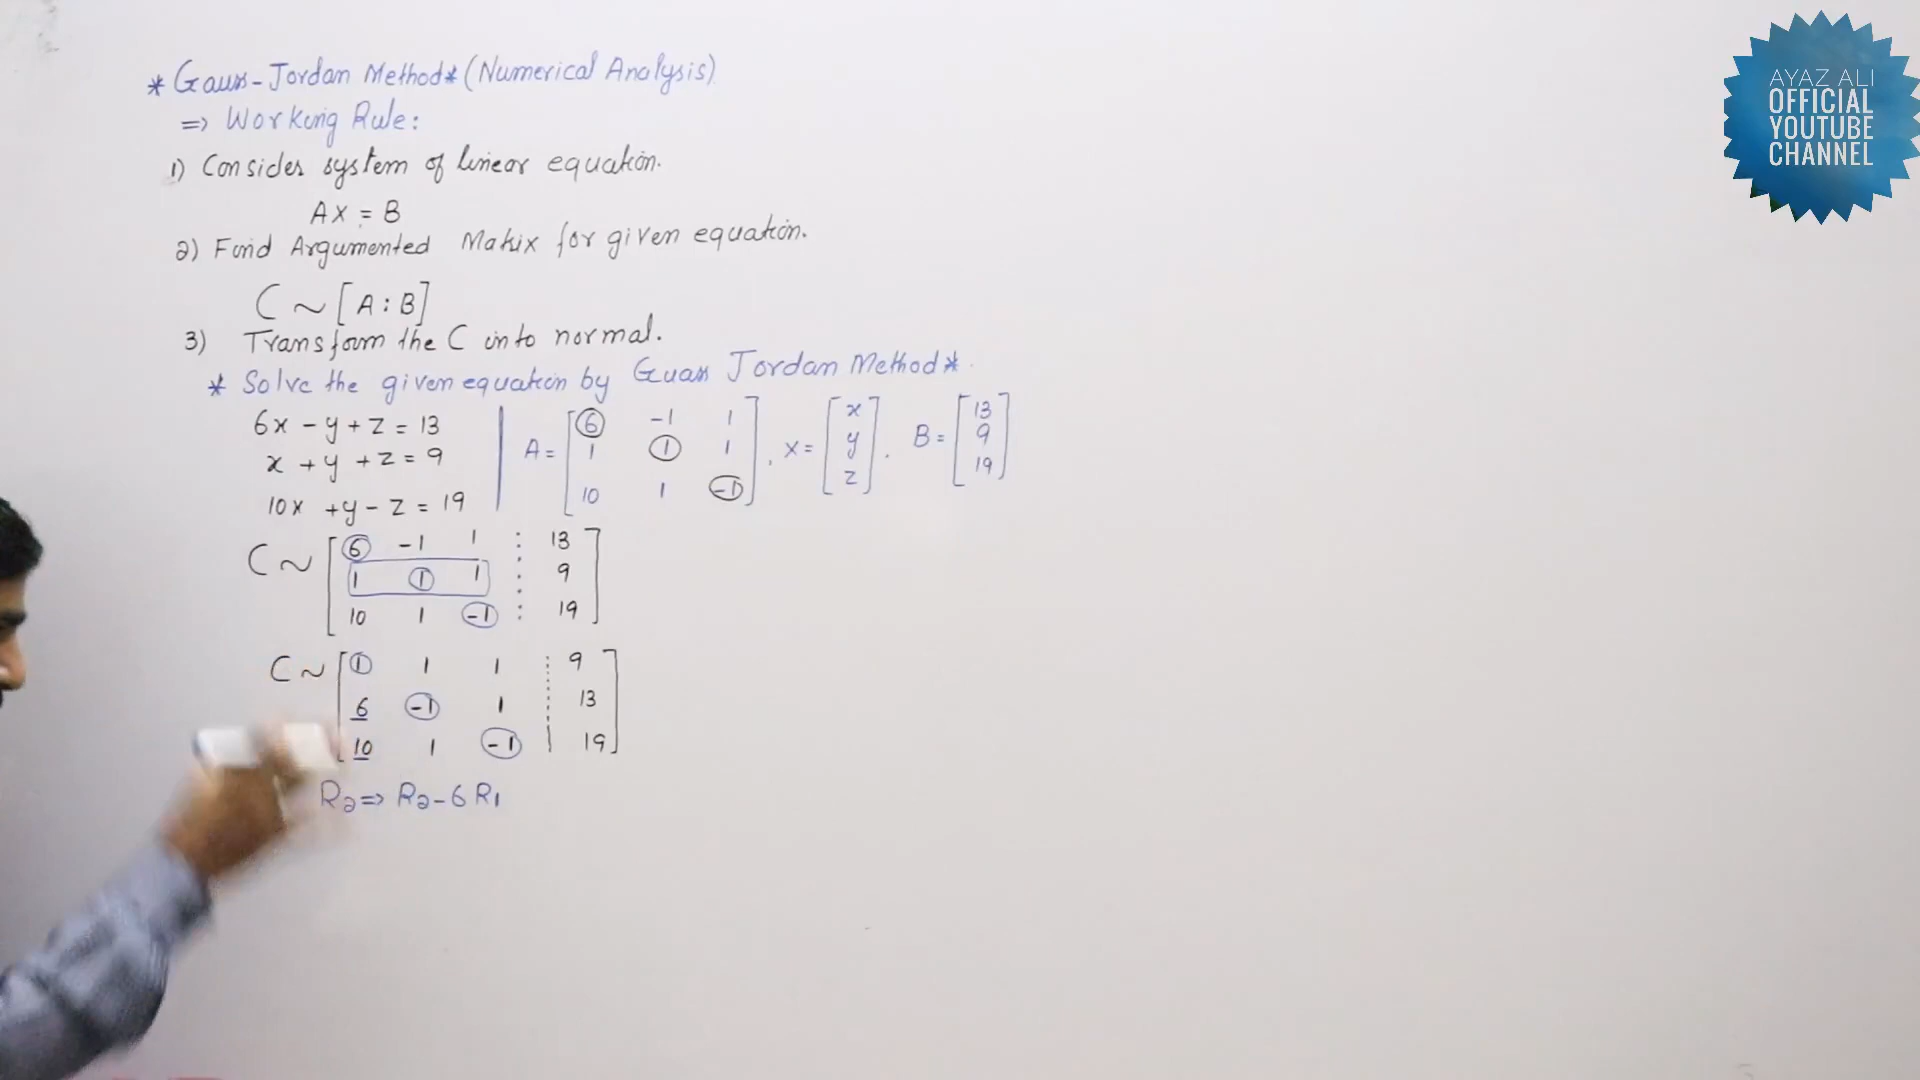 * Gauss-Jordan Method* (Numerical Analysis)
⇒ Working Rule:
1) Consider system of linear equation.
AX = B
2) Find Argumented Matrix for given equation.
C ~ [A : B]
3) Transform the C into normal.
* Solve the given equation by Guass Jordan Method*.
6x - y + z = 13
x + y + z = 9
10x + y - z = 19
A = [6 -1 1
1 1 1
10 1 -1] , X = [x
y
z] . B = [13
9
19]
C ~ [6 -1 1 : 13
1 1 1 : 9
10 1 -1 : 19]
C ~ [1 1 1 : 9
6 -1 1 : 13
10 1 -1 : 19]
R2 ⇒ R2 - 6 R1
AYAZ ALI
OFFICIAL
YOUTUBE
CHANNEL